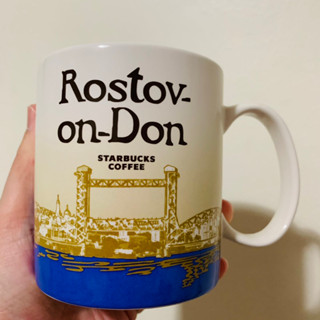 Rostov-
on-Don
STARBUCKS
COFFEE